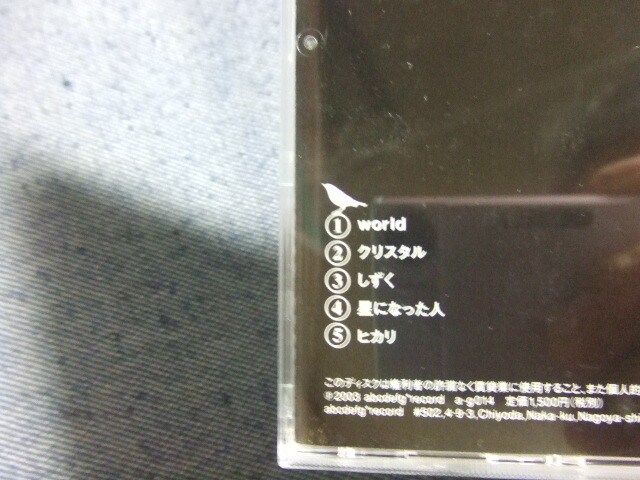 1 world
2 クリスタル
3 しずく
4 星になった人
5 ヒカリ
このディスクは権利者の許諾なく賃貸業に使用すること、また個人的
℗2003 abcdefg*record a-g014 定価1,500円(税別)
abcdefg*record #502,4-9-3,Chiyoda,Naka-ku,Nagoya-shi